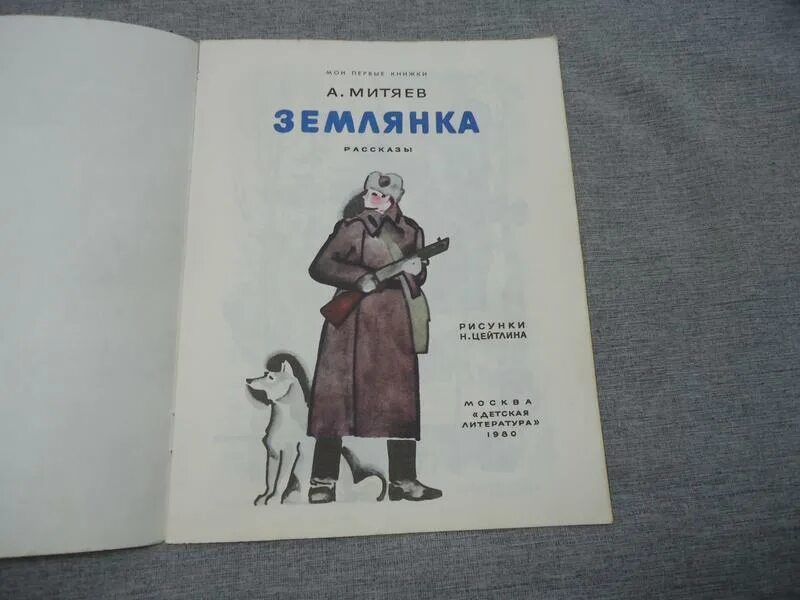 МОИ ПЕРВЫЕ КНИЖКИ
А. МИТЯЕВ
ЗЕМЛЯНКА
РАССКАЗЫ
РИСУНКИ
Н. ЦЕЙТЛИНА
МОСКВА
«ДЕТСКАЯ
ЛИТЕРАТУРА»
1980